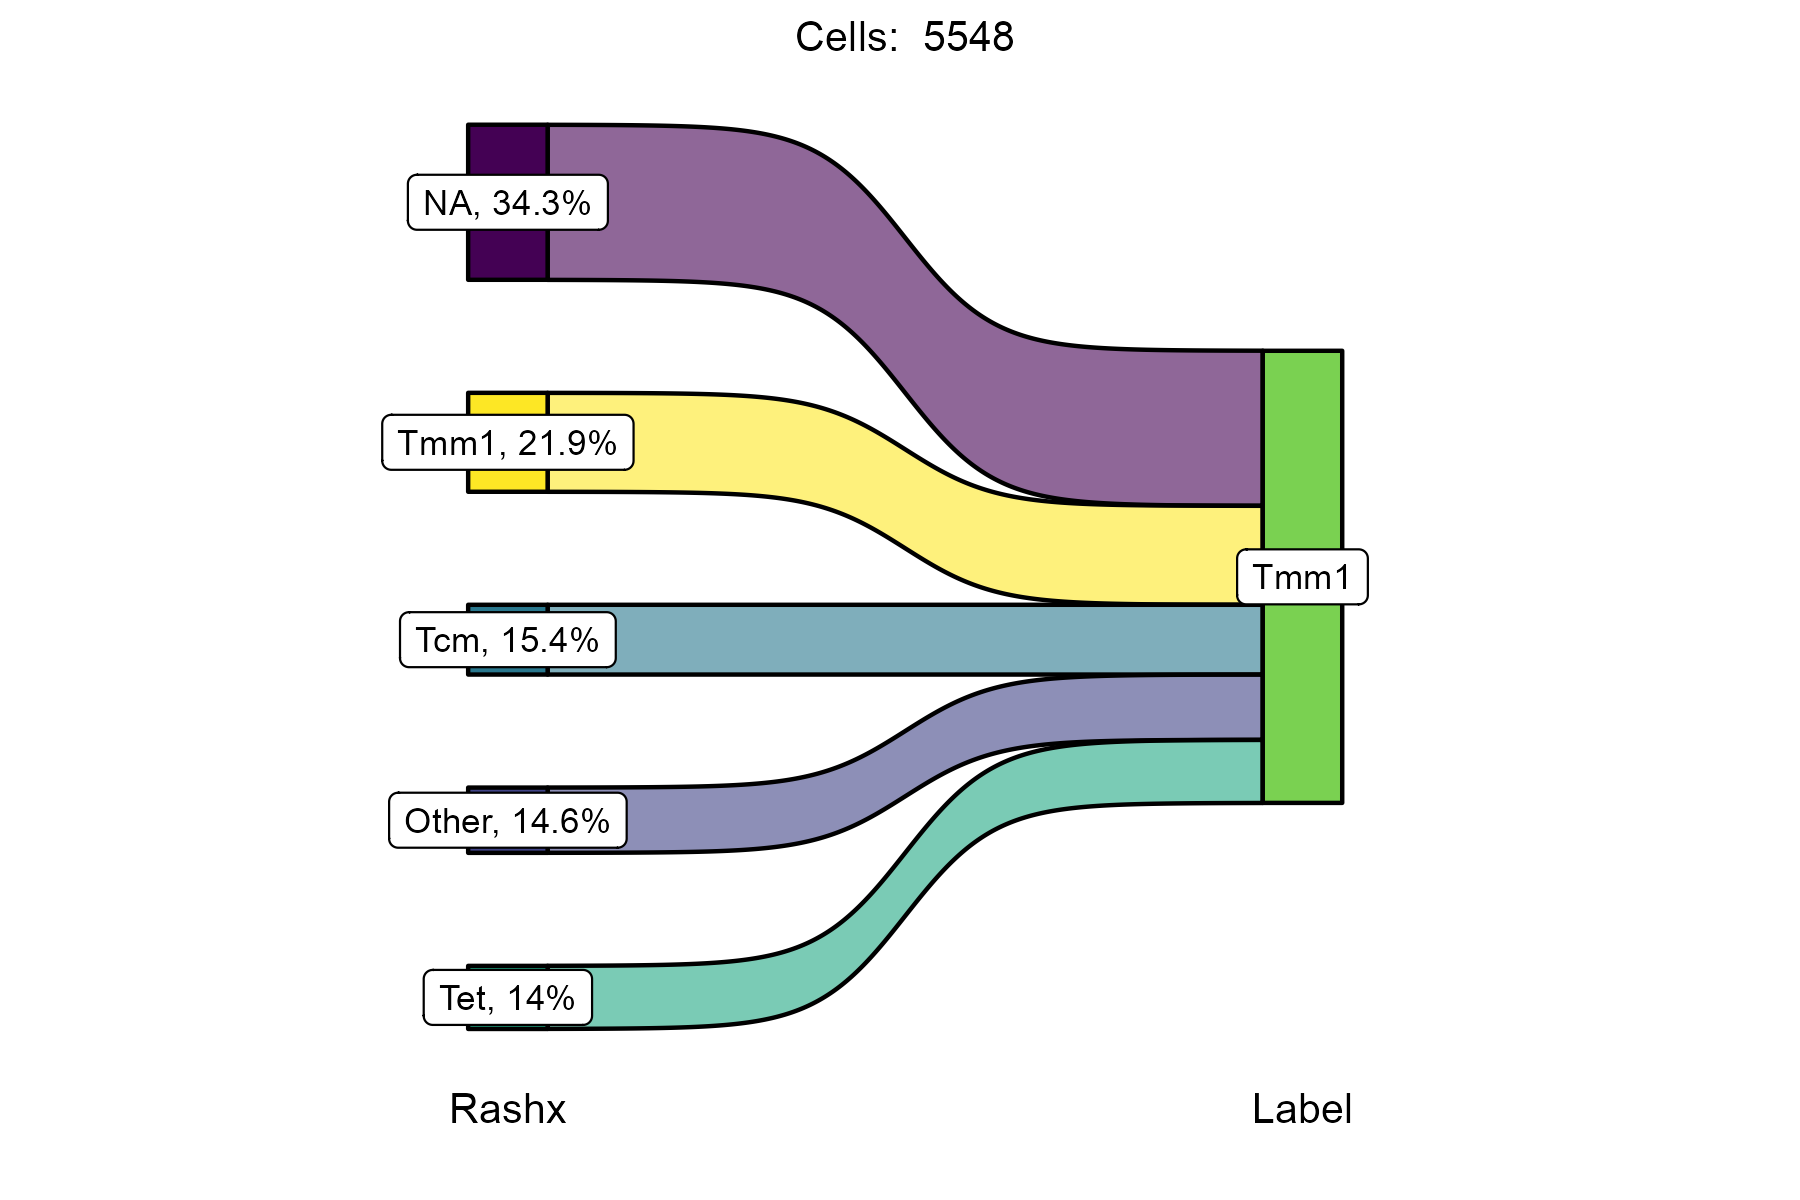 Cells:  5548
NA, 34.3%
Tmm1, 21.9%
Tmm1
Tcm, 15.4%
Other, 14.6%
Tet, 14%
Rashx
Label